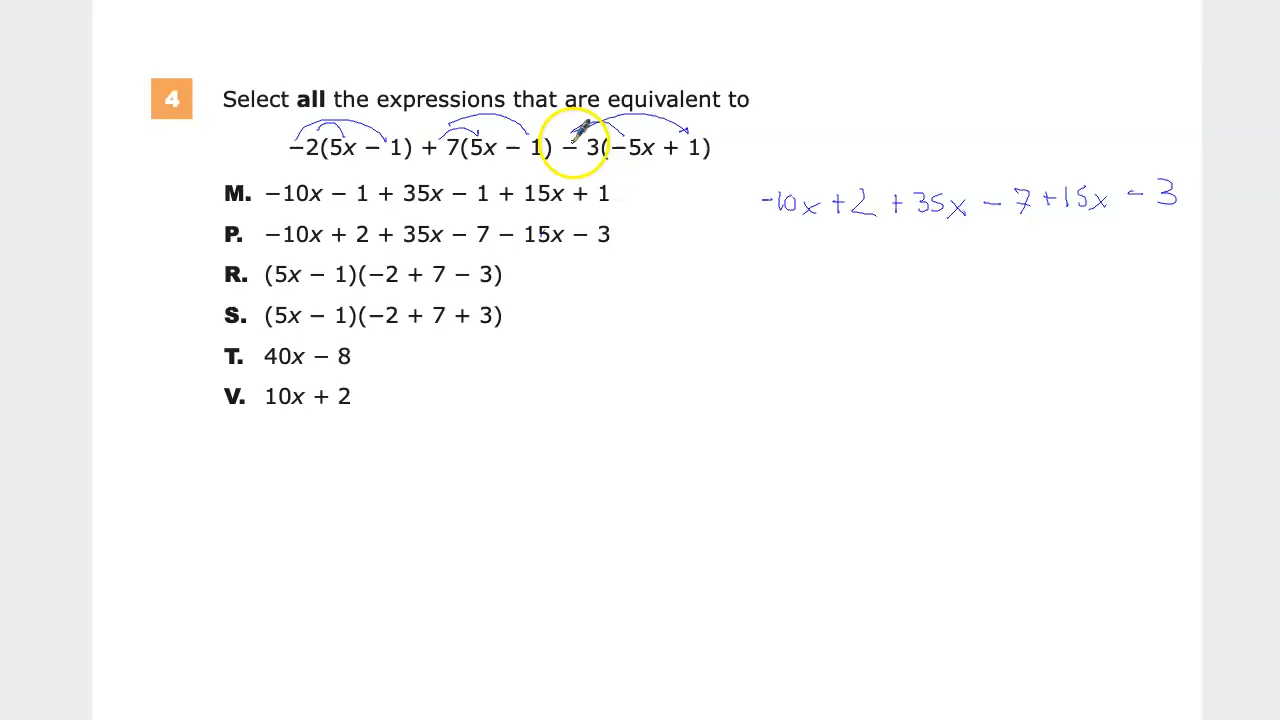 4 Select all the expressions that are equivalent to
−2(5x − 1) + 7(5x − 1) − 3(−5x + 1)
M. −10x − 1 + 35x − 1 + 15x + 1
-10x +2 +35x - 7 +15x - 3
P. −10x + 2 + 35x − 7 − 15x − 3
R. (5x − 1)(−2 + 7 − 3)
S. (5x − 1)(−2 + 7 + 3)
T. 40x − 8
V. 10x + 2